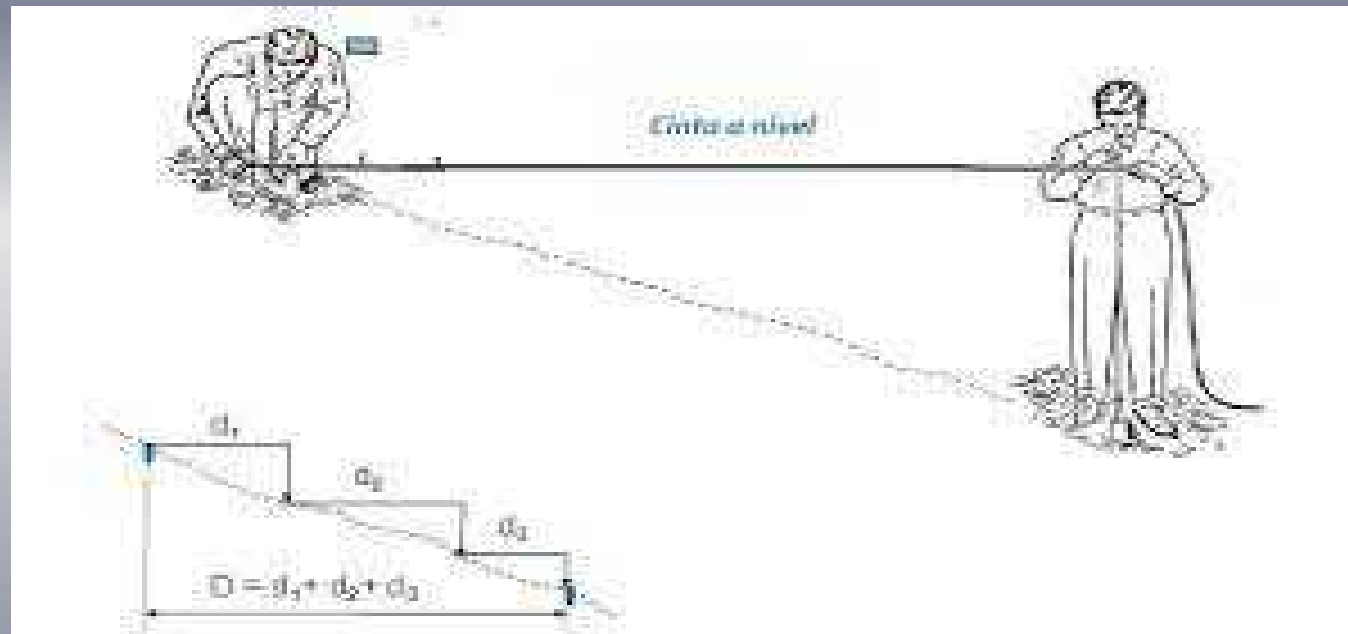 Cinta a nivel
d₁
d₂
d₃
D = d₁+ d₂+ d₃